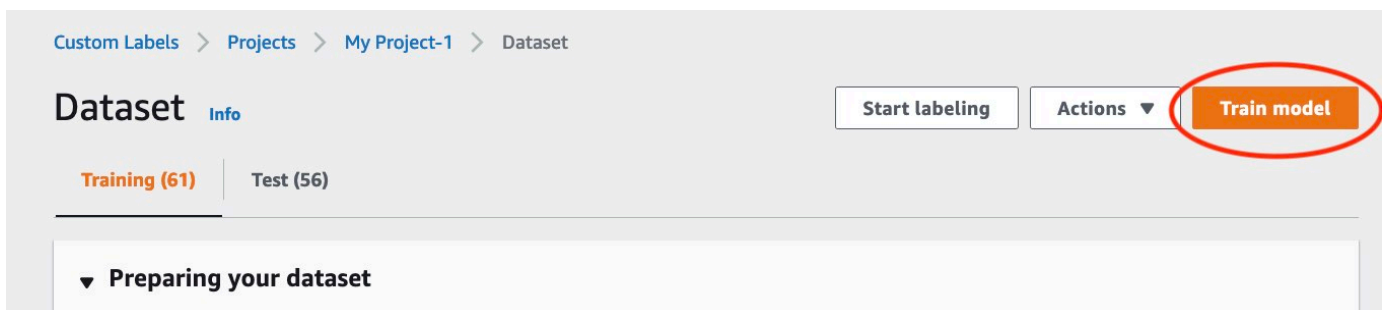 Custom Labels > Projects > My Project-1 > Dataset
Dataset Info
Start labeling
Actions ▼
Train model
Training (61)
Test (56)
▼ Preparing your dataset